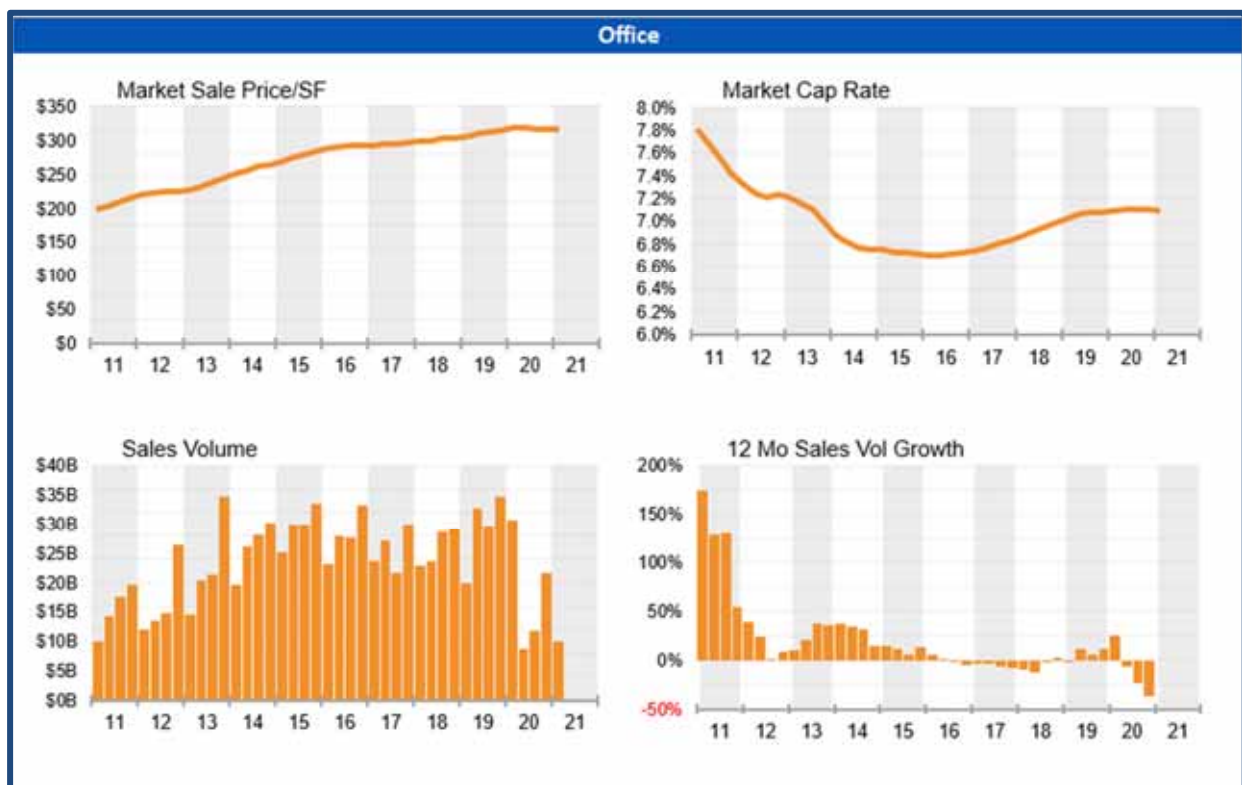 Office
Market Sale Price/SF
$350
$300
$250
$200
$150
$100
$50
$0
11 12 13 14 15 16 17 18 19 20 21
Market Cap Rate
8.0%
7.8%
7.6%
7.4%
7.2%
7.0%
6.8%
6.6%
6.4%
6.2%
6.0%
11 12 13 14 15 16 17 18 19 20 21
Sales Volume
$40B
$35B
$30B
$25B
$20B
$15B
$10B
$5B
$0B
11 12 13 14 15 16 17 18 19 20 21
12 Mo Sales Vol Growth
200%
150%
100%
50%
0%
-50%
11 12 13 14 15 16 17 18 19 20 21